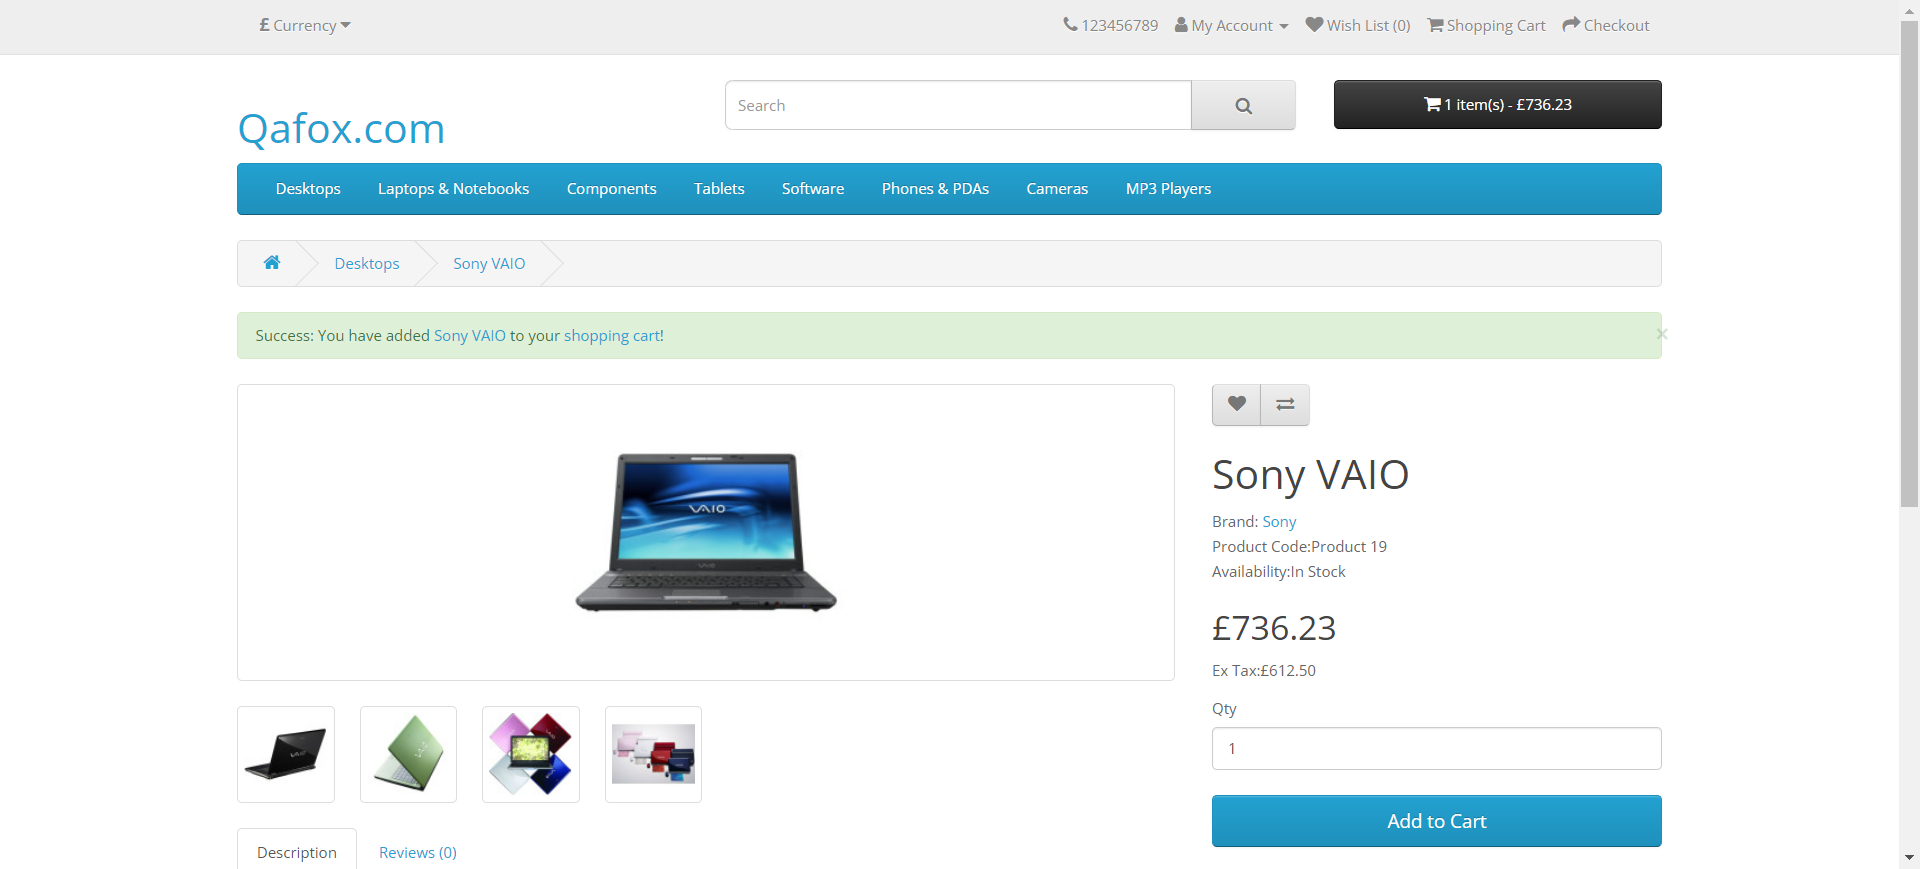 £ Currency
123456789 My Account Wish List (0) Shopping Cart Checkout
Qafox.com
Search
1 item(s) - £736.23
Desktops Laptops & Notebooks Components Tablets Software Phones & PDAs Cameras MP3 Players
Desktops Sony VAIO
Success: You have added Sony VAIO to your shopping cart!
×
VAIO
Sony VAIO
Brand: Sony
Product Code:Product 19
Availability:In Stock
£736.23
Ex Tax:£612.50
Qty
1
Add to Cart
Description Reviews (0)